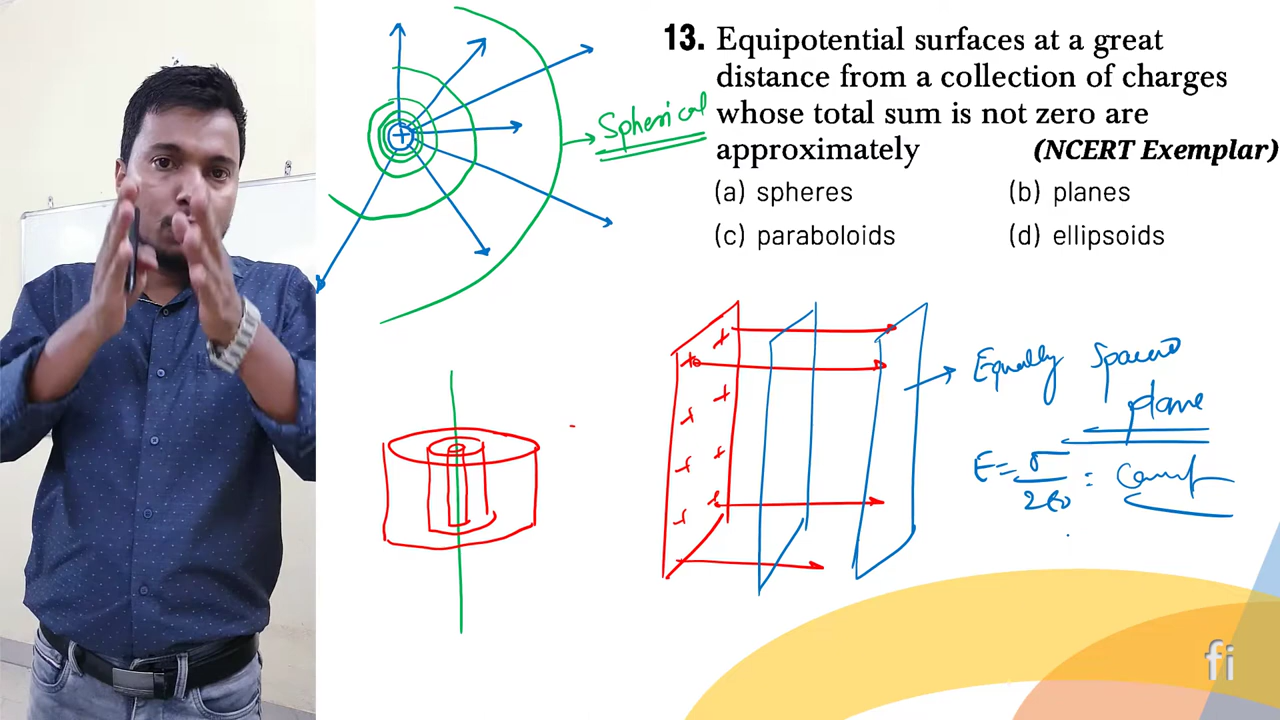 13. Equipotential surfaces at a great
distance from a collection of charges
whose total sum is not zero are
approximately (NCERT Exemplar)
(a) spheres (b) planes
(c) paraboloids (d) ellipsoids
Spherical
Equally Spaced
plane
E = σ/2ε₀ =
fi